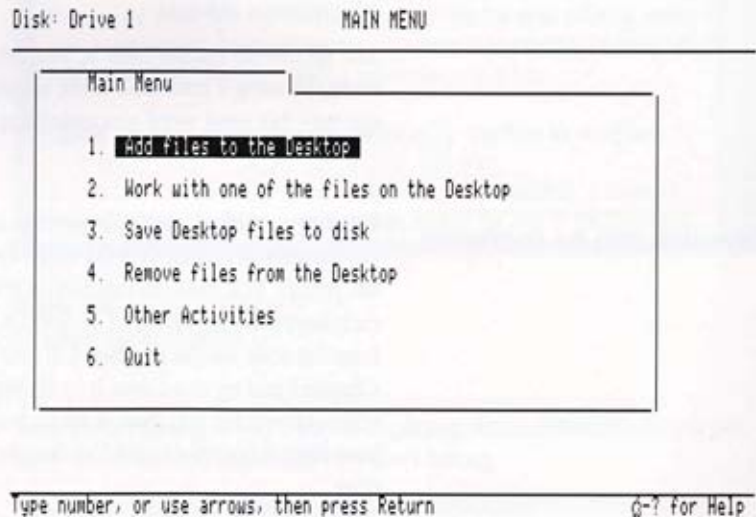 Disk: Drive 1 MAIN MENU
Main Menu
1. Add files to the Desktop
2. Work with one of the files on the Desktop
3. Save Desktop files to disk
4. Remove files from the Desktop
5. Other Activities
6. Quit
Type number, or use arrows, then press Return -? for Help